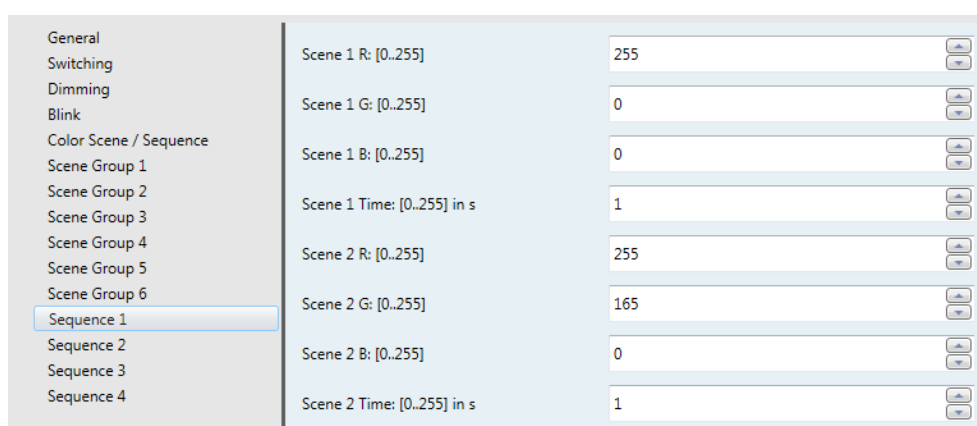 General
Switching
Dimming
Blink
Color Scene / Sequence
Scene Group 1
Scene Group 2
Scene Group 3
Scene Group 4
Scene Group 5
Scene Group 6
Sequence 1
Sequence 2
Sequence 3
Sequence 4
Scene 1 R: [0..255] 255
Scene 1 G: [0..255] 0
Scene 1 B: [0..255] 0
Scene 1 Time: [0..255] in s 1
Scene 2 R: [0..255] 255
Scene 2 G: [0..255] 165
Scene 2 B: [0..255] 0
Scene 2 Time: [0..255] in s 1